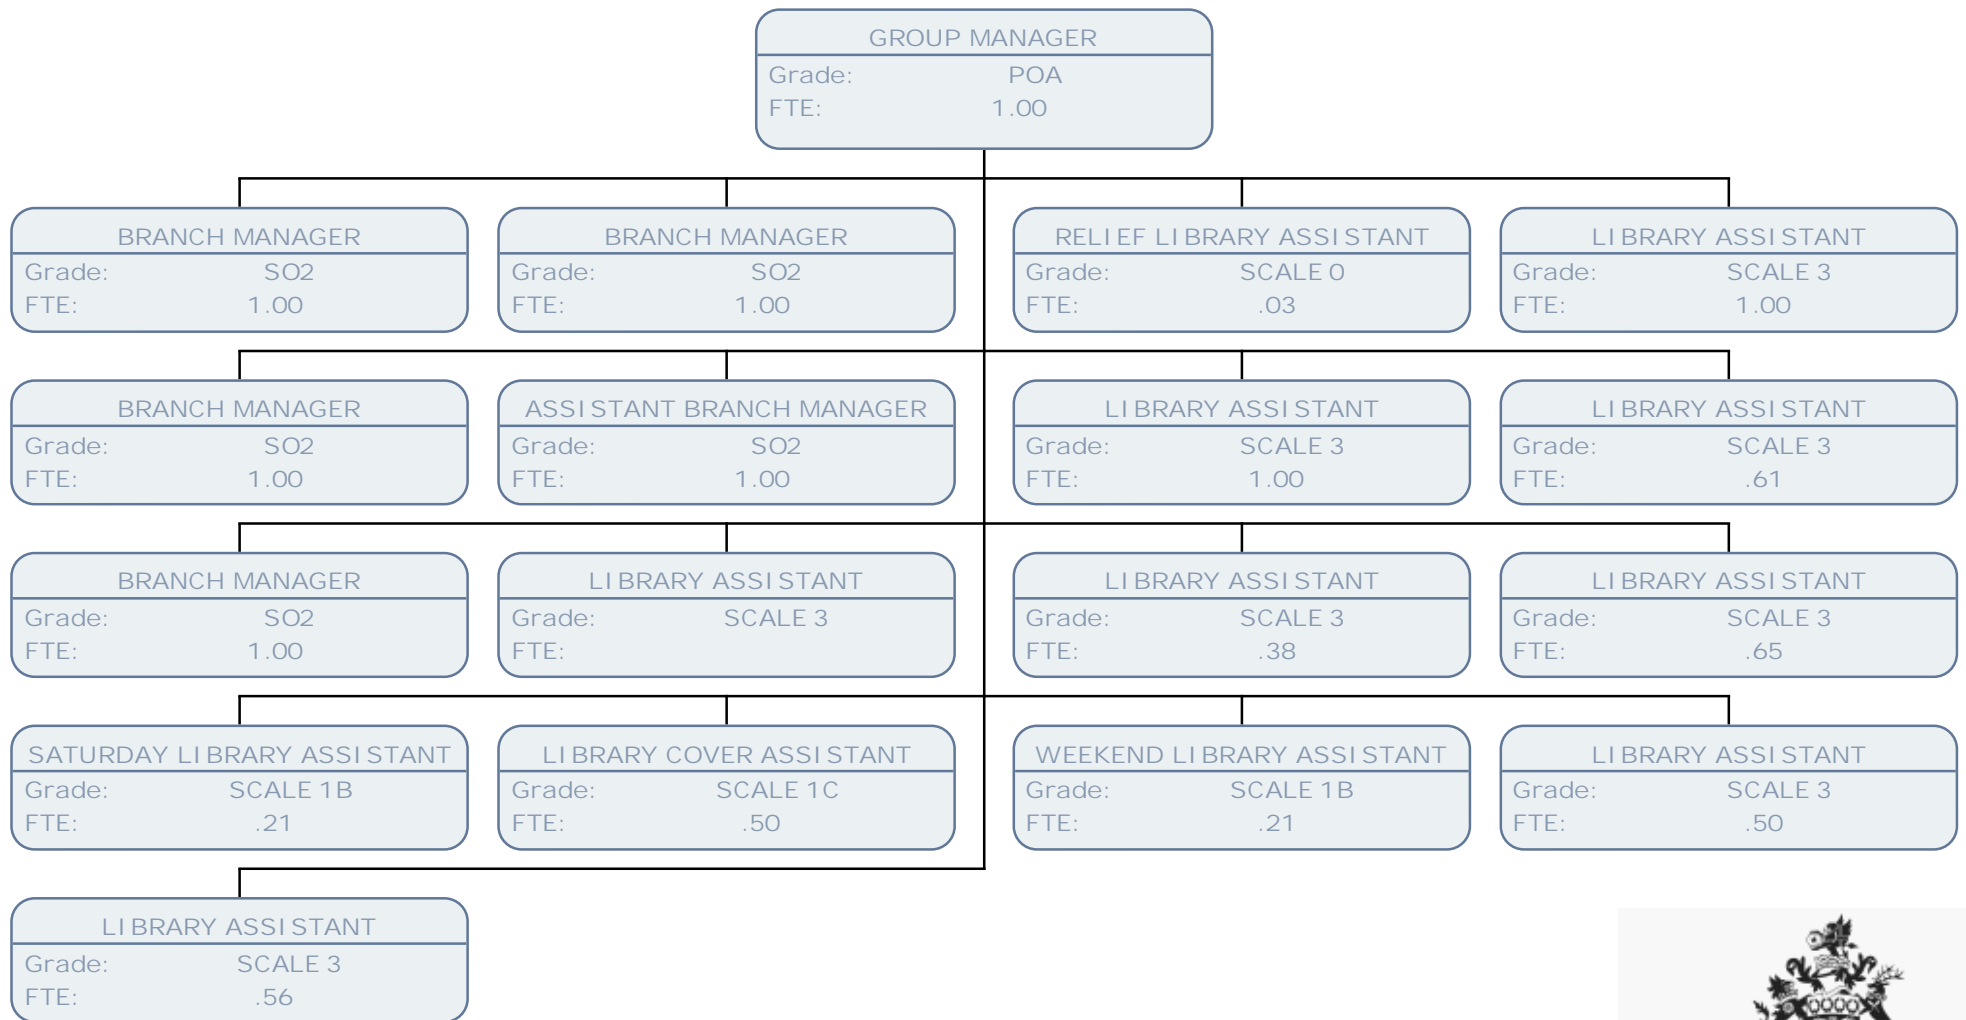 GROUP MANAGER
Grade: POA
FTE: 1.00
BRANCH MANAGER
Grade: SO2
FTE: 1.00
BRANCH MANAGER
Grade: SO2
FTE: 1.00
RELIEF LIBRARY ASSISTANT
Grade: SCALE 0
FTE: .03
LIBRARY ASSISTANT
Grade: SCALE 3
FTE: 1.00
BRANCH MANAGER
Grade: SO2
FTE: 1.00
ASSISTANT BRANCH MANAGER
Grade: SO2
FTE: 1.00
LIBRARY ASSISTANT
Grade: SCALE 3
FTE: 1.00
LIBRARY ASSISTANT
Grade: SCALE 3
FTE: .61
BRANCH MANAGER
Grade: SO2
FTE: 1.00
LIBRARY ASSISTANT
Grade: SCALE 3
FTE:
LIBRARY ASSISTANT
Grade: SCALE 3
FTE: .38
LIBRARY ASSISTANT
Grade: SCALE 3
FTE: .65
SATURDAY LIBRARY ASSISTANT
Grade: SCALE 1B
FTE: .21
LIBRARY COVER ASSISTANT
Grade: SCALE 1C
FTE: .50
WEEKEND LIBRARY ASSISTANT
Grade: SCALE 1B
FTE: .21
LIBRARY ASSISTANT
Grade: SCALE 3
FTE: .50
LIBRARY ASSISTANT
Grade: SCALE 3
FTE: .56